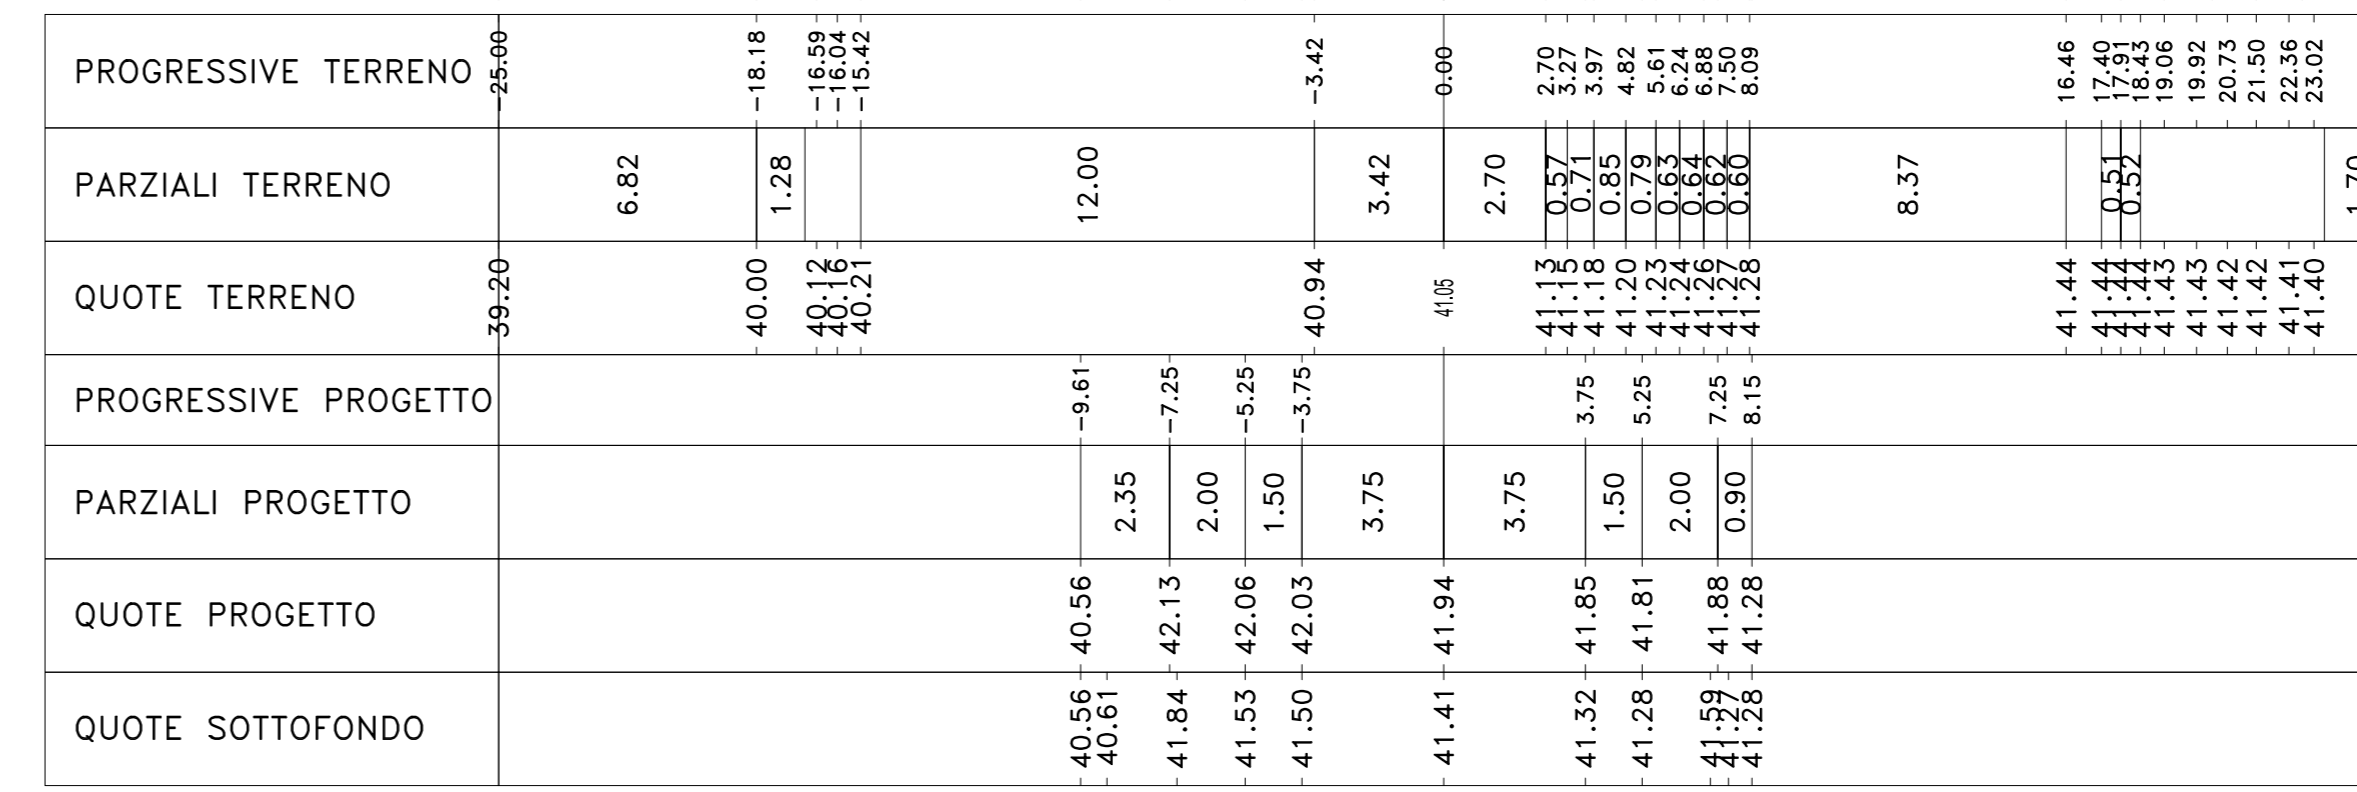 PROGRESSIVE TERRENO -25.00 -18.18 -16.59 -16.04 -15.42 -3.42 0.00 2.70 3.27 3.97 4.82 5.61 6.24 6.88 7.50 8.09 16.46 17.40 17.91 18.43 19.06 19.92 20.73 21.50 22.36 23.02
PARZIALI TERRENO 6.82 1.28 12.00 3.42 2.70 0.57 0.71 0.85 0.79 0.63 0.64 0.62 0.60 8.37 0.51 0.52
QUOTE TERRENO 39.20 40.00 40.12 40.16 40.21 40.94 41.05 41.13 41.15 41.18 41.20 41.23 41.24 41.26 41.27 41.28 41.44 41.44 41.44 41.44 41.43 41.43 41.42 41.42 41.41 41.40
PROGRESSIVE PROGETTO -9.61 -7.25 -5.25 -3.75 3.75 5.25 7.25 8.15
PARZIALI PROGETTO 2.35 2.00 1.50 3.75 3.75 1.50 2.00 0.90
QUOTE PROGETTO 40.56 42.13 42.06 42.03 41.94 41.85 41.81 41.88 41.28
QUOTE SOTTOFONDO 40.56 40.61 41.84 41.53 41.50 41.41 41.32 41.28 41.59 41.27 41.28